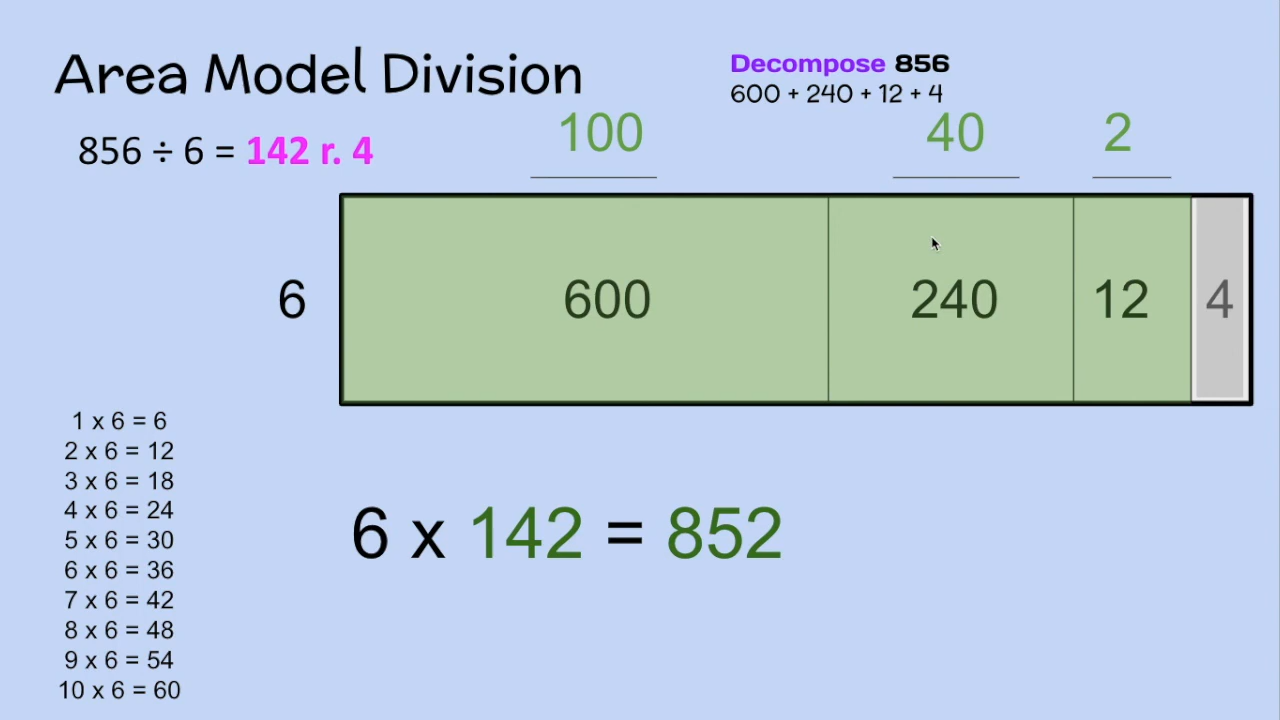 Area Model Division
Decompose 856
600 + 240 + 12 + 4
856 ÷ 6 = 142 r. 4
100 40 2
6 600 240 12 4
1 x 6 = 6
2 x 6 = 12
3 x 6 = 18
4 x 6 = 24
5 x 6 = 30
6 x 6 = 36
7 x 6 = 42
8 x 6 = 48
9 x 6 = 54
10 x 6 = 60
6 x 142 = 852